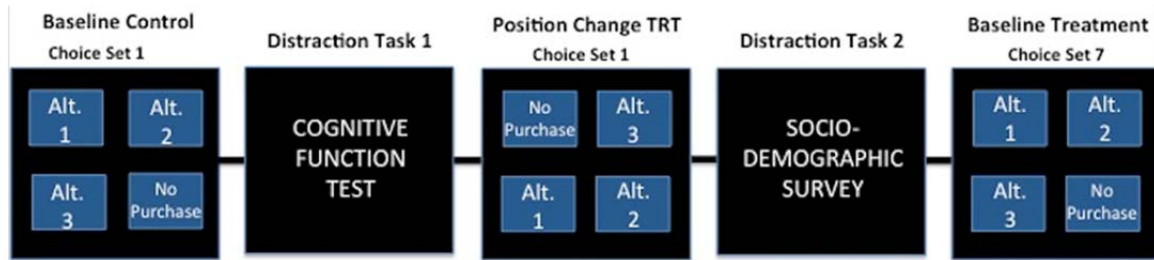 Baseline Control
Choice Set 1
Alt.
1
Alt.
2
Alt.
3
No
Purchase
Distraction Task 1
COGNITIVE
FUNCTION
TEST
Position Change TRT
Choice Set 1
No
Purchase
Alt.
3
Alt.
1
Alt.
2
Distraction Task 2
SOCIO-
DEMOGRAPHIC
SURVEY
Baseline Treatment
Choice Set 7
Alt.
1
Alt.
2
Alt.
3
No
Purchase